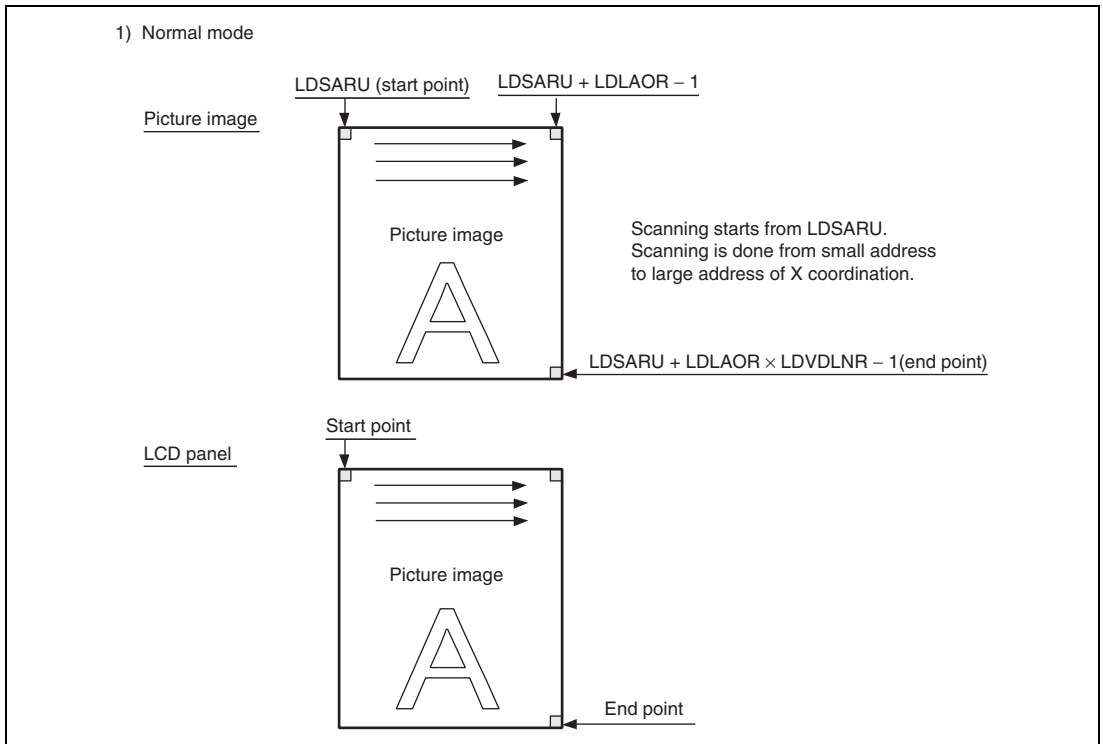 1) Normal mode
LDSARU (start point)
LDSARU + LDLAOR – 1
Picture image
Picture image
Scanning starts from LDSARU.
Scanning is done from small address
to large address of X coordination.
A
LDSARU + LDLAOR × LDVDLNR – 1(end point)
Start point
LCD panel
Picture image
A
End point